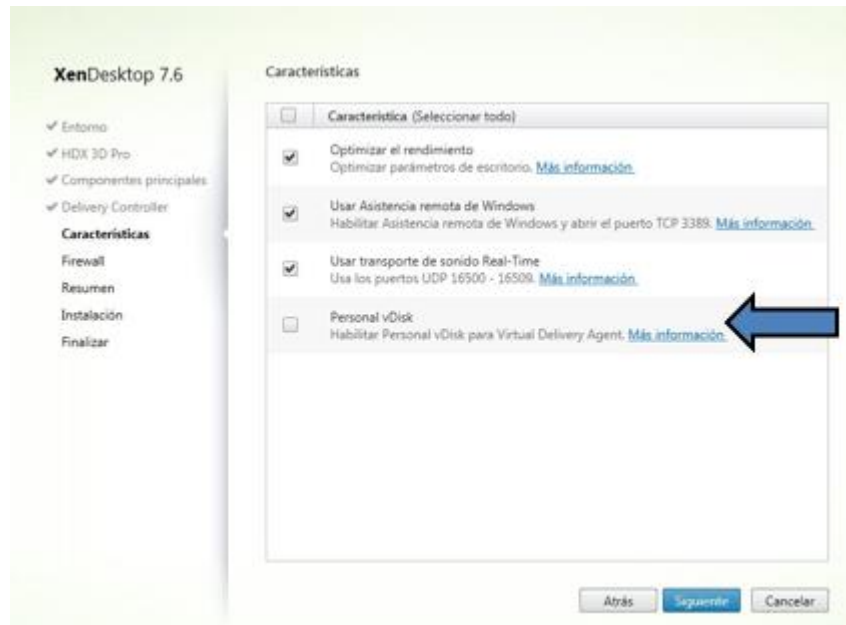 XenDesktop 7.6
Entorno
HDX 3D Pro
Componentes principales
Delivery Controller
Características
Firewall
Resumen
Instalación
Finalizar
Características
Característica (Seleccionar todo)
Optimizar el rendimiento
Optimizar parámetros de escritorio. Más información
Usar Asistencia remota de Windows
Habilitar Asistencia remota de Windows y abrir el puerto TCP 3389. Más información
Usar transporte de sonido Real-Time
Usa los puertos UDP 16500 - 16509. Más información
Personal vDisk
Habilitar Personal vDisk para Virtual Delivery Agent. Más información
Atrás
Siguiente
Cancelar